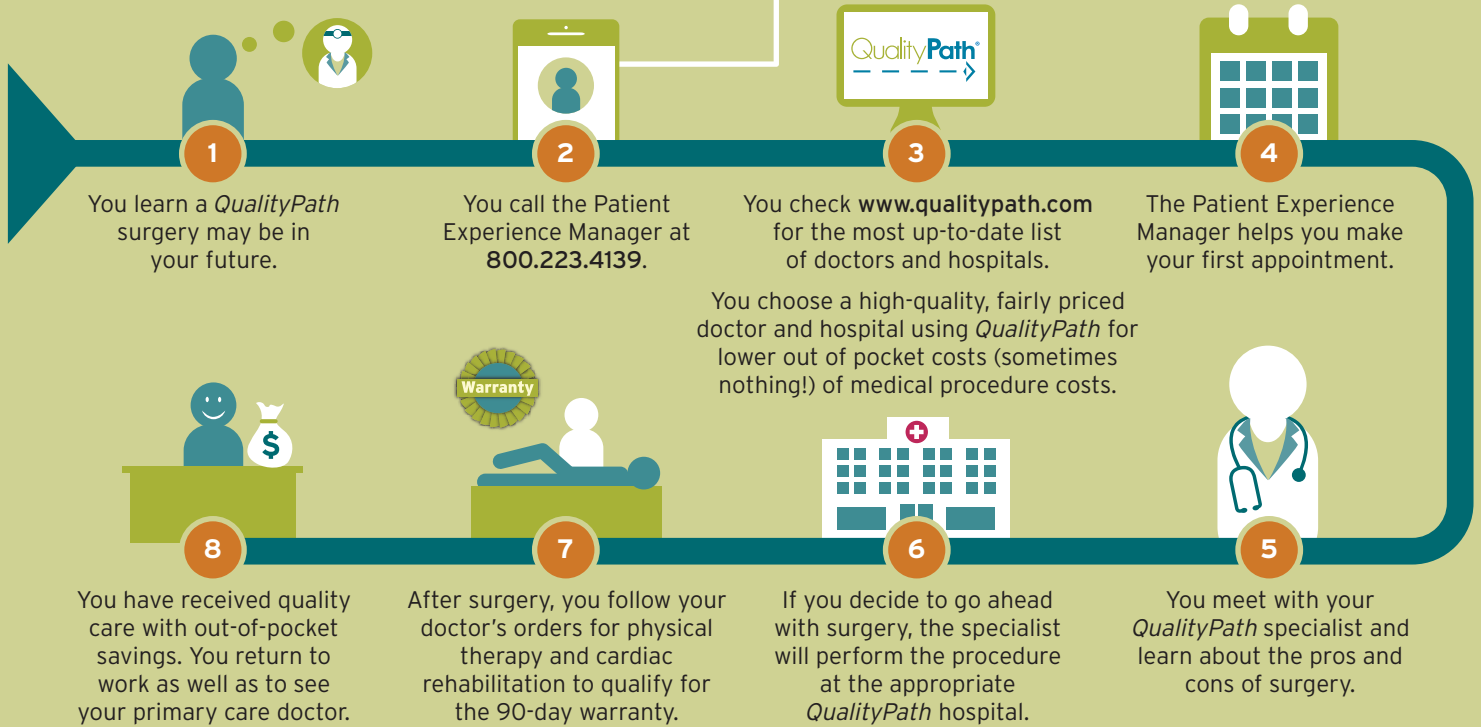 QualityPath®
1
You learn a QualityPath
surgery may be in
your future.
2
You call the Patient
Experience Manager at
800.223.4139.
3
You check www.qualitypath.com
for the most up-to-date list
of doctors and hospitals.
You choose a high-quality, fairly priced
doctor and hospital using QualityPath for
lower out of pocket costs (sometimes
nothing!) of medical procedure costs.
4
The Patient Experience
Manager helps you make
your first appointment.
5
You meet with your
QualityPath specialist and
learn about the pros and
cons of surgery.
6
If you decide to go ahead
with surgery, the specialist
will perform the procedure
at the appropriate
QualityPath hospital.
Warranty
7
After surgery, you follow your
doctor's orders for physical
therapy and cardiac
rehabilitation to qualify for
the 90-day warranty.
$
8
You have received quality
care with out-of-pocket
savings. You return to
work as well as to see
your primary care doctor.